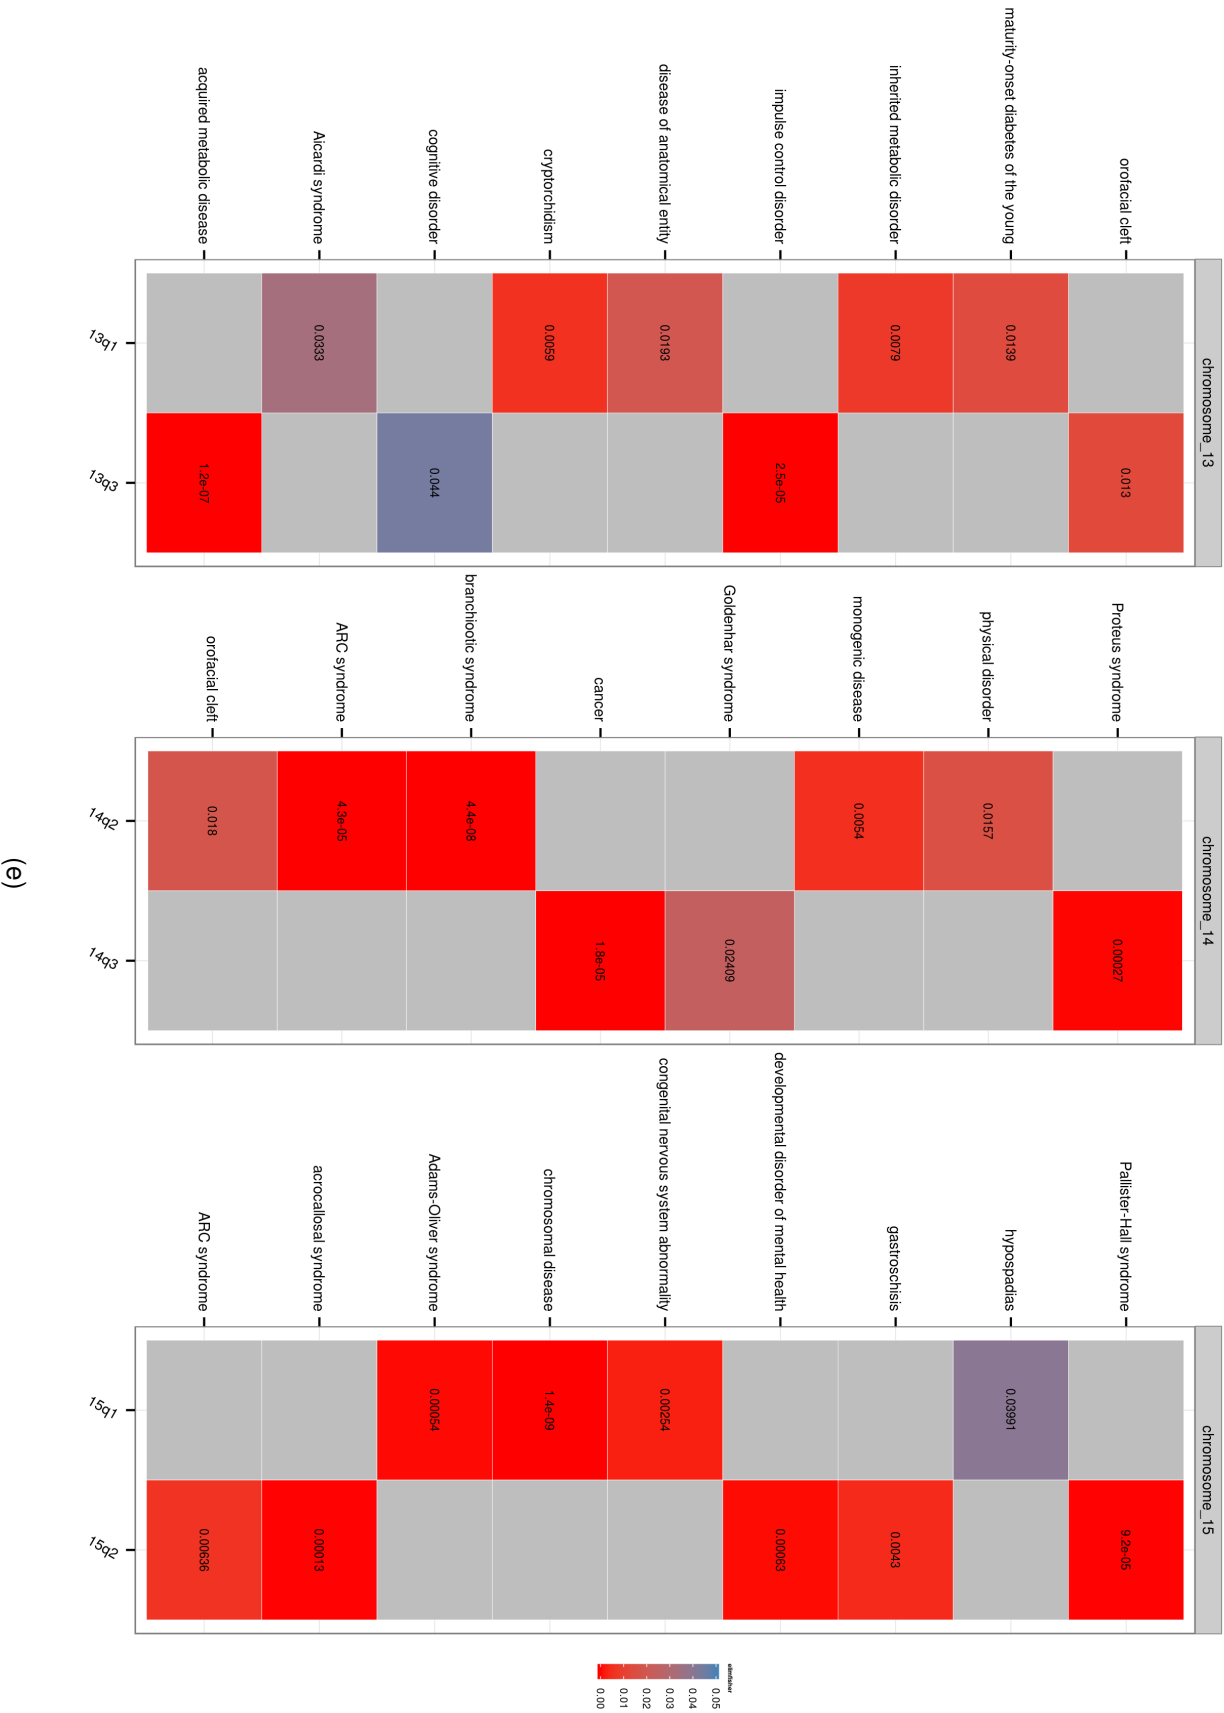 chromosome_13
orofacial cleft
0.013
maturity-onset diabetes of the young
0.0139
inherited metabolic disorder
0.0079
impulse control disorder
2.5e-05
disease of anatomical entity
0.0193
cryptorchidism
0.0059
cognitive disorder
0.044
Aicardi syndrome
0.0333
acquired metabolic disease
1.2e-07
13q1
13q3
chromosome_14
Proteus syndrome
0.00027
physical disorder
0.0157
monogenic disease
0.0054
Goldenhar syndrome
0.02409
cancer
1.8e-05
branchiootic syndrome
4.4e-08
ARC syndrome
4.3e-05
orofacial cleft
0.018
14q2
14q3
chromosome_15
Pallister-Hall syndrome
9.2e-05
hypospadias
0.03991
gastroschisis
0.0043
developmental disorder of mental health
0.00063
congenital nervous system abnormality
0.00254
chromosomal disease
1.4e-09
Adams-Oliver syndrome
0.00054
acrocallosal syndrome
0.00013
ARC syndrome
0.00636
15q1
15q2
elimfisher
0.05
0.04
0.03
0.02
0.01
0.00
(e)